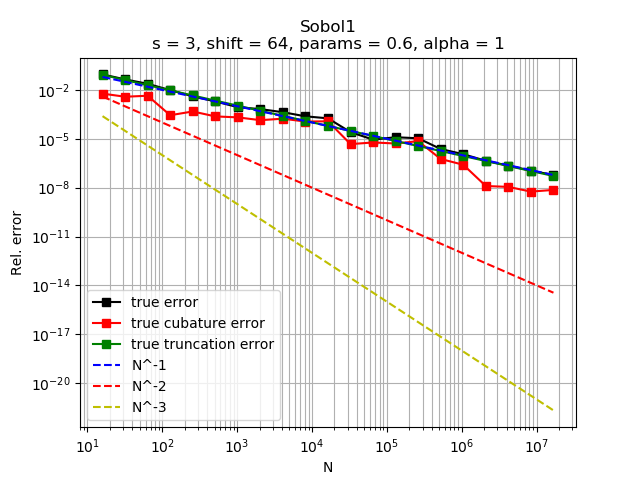 Sobol1
s = 3, shift = 64, params = 0.6, alpha = 1
Rel. error
10^-2
10^-5
10^-8
10^-11
10^-14
10^-17
10^-20
true error
true cubature error
true truncation error
N^-1
N^-2
N^-3
10^1 10^2 10^3 10^4 10^5 10^6 10^7
N